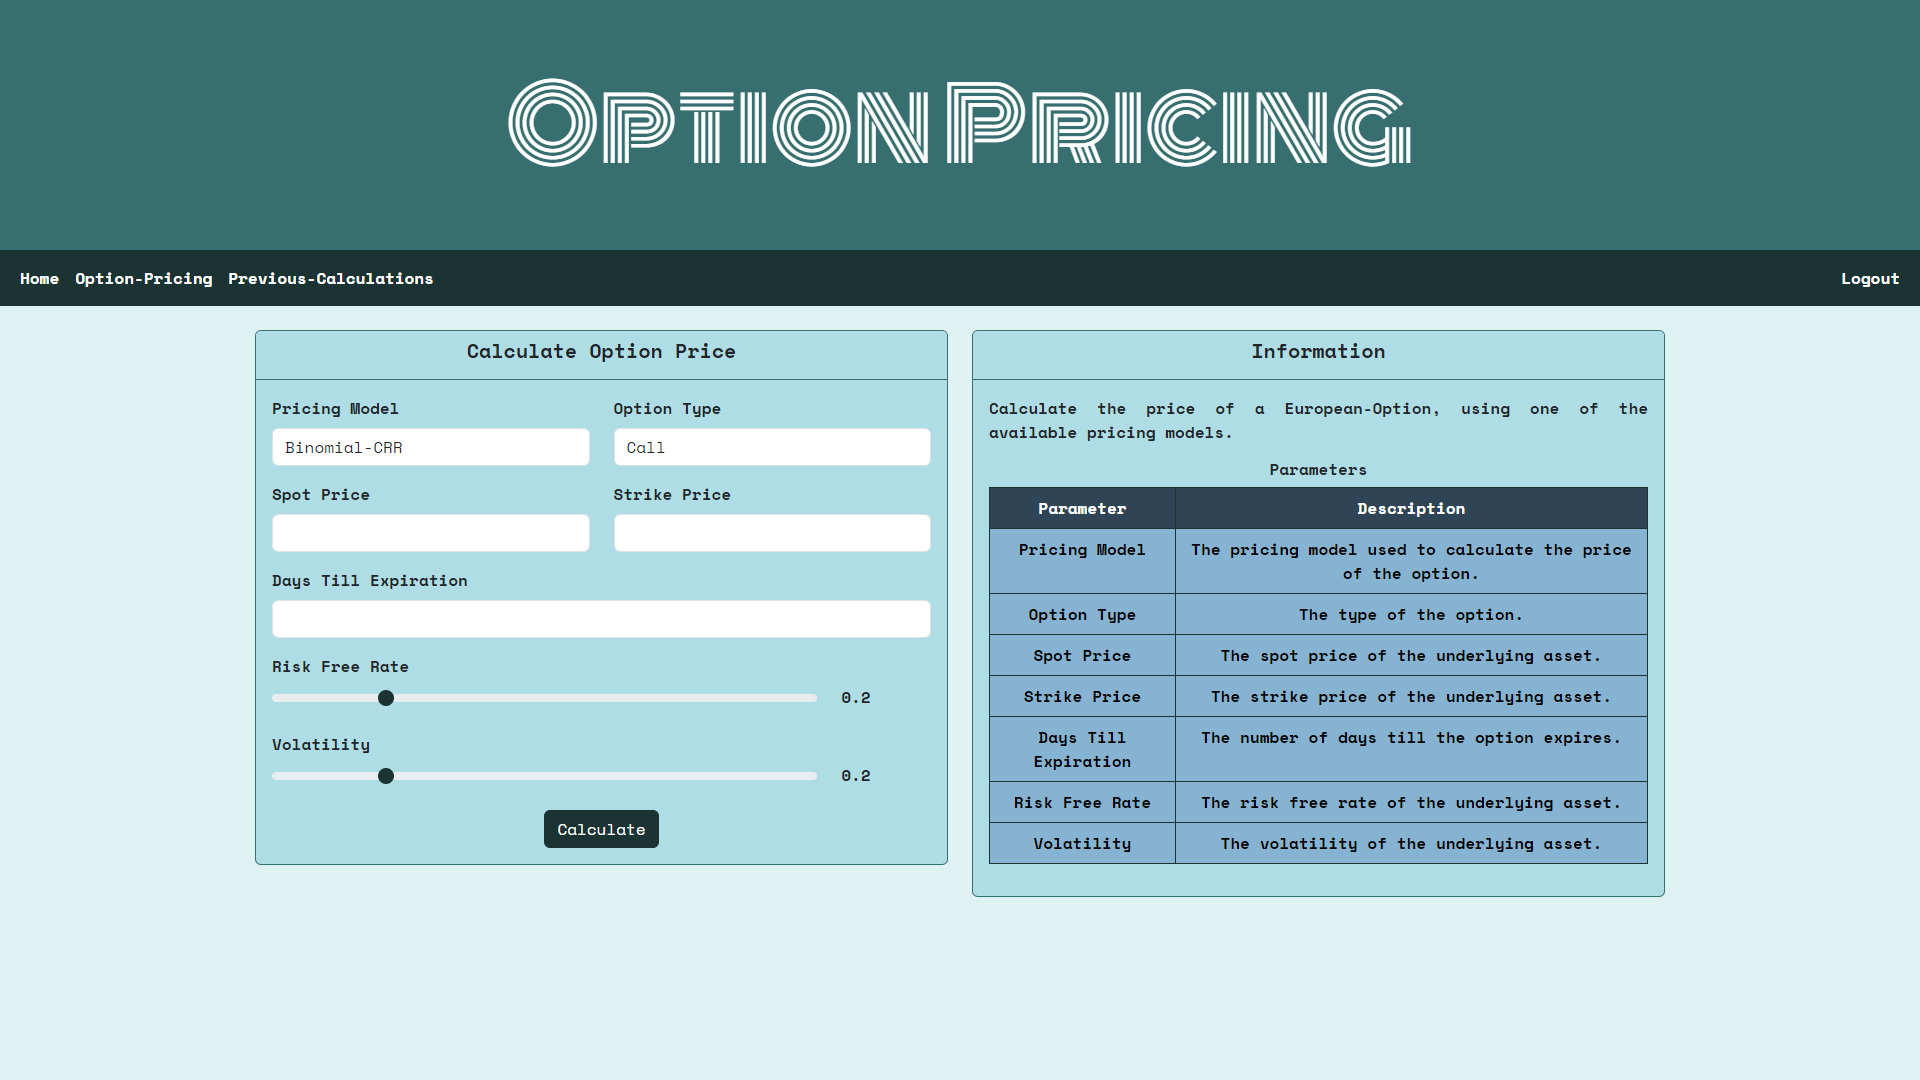 Option Pricing
Home Option-Pricing Previous-Calculations Logout
Calculate Option Price
Pricing Model Option Type
Binomial-CRR Call
Spot Price Strike Price
Days Till Expiration
Risk Free Rate
0.2
Volatility
0.2
Calculate
Information
Calculate the price of a European-Option, using one of the
available pricing models.
Parameters
Parameter Description
Pricing Model The pricing model used to calculate the price
of the option.
Option Type The type of the option.
Spot Price The spot price of the underlying asset.
Strike Price The strike price of the underlying asset.
Days Till The number of days till the option expires.
Expiration
Risk Free Rate The risk free rate of the underlying asset.
Volatility The volatility of the underlying asset.